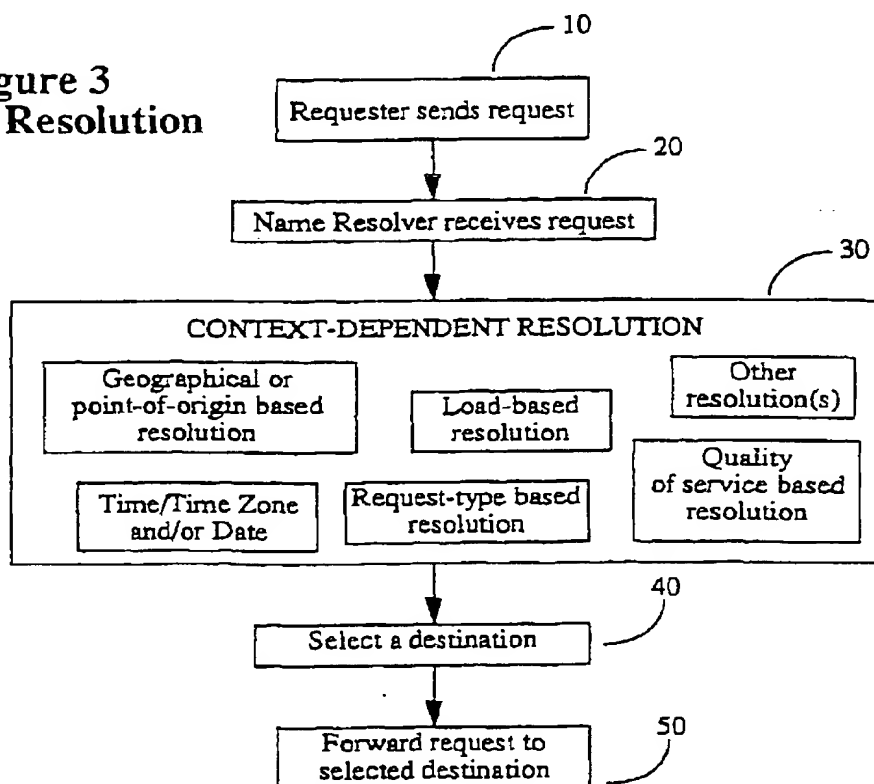 gure 3
Resolution
10
Requester sends request
20
Name Resolver receives request
30
CONTEXT-DEPENDENT RESOLUTION
Geographical or
point-of-origin based
resolution
Load-based
resolution
Other
resolution(s)
Time/Time Zone
and/or Date
Request-type based
resolution
Quality
of service based
resolution
40
Select a destination
50
Forward request to
selected destination